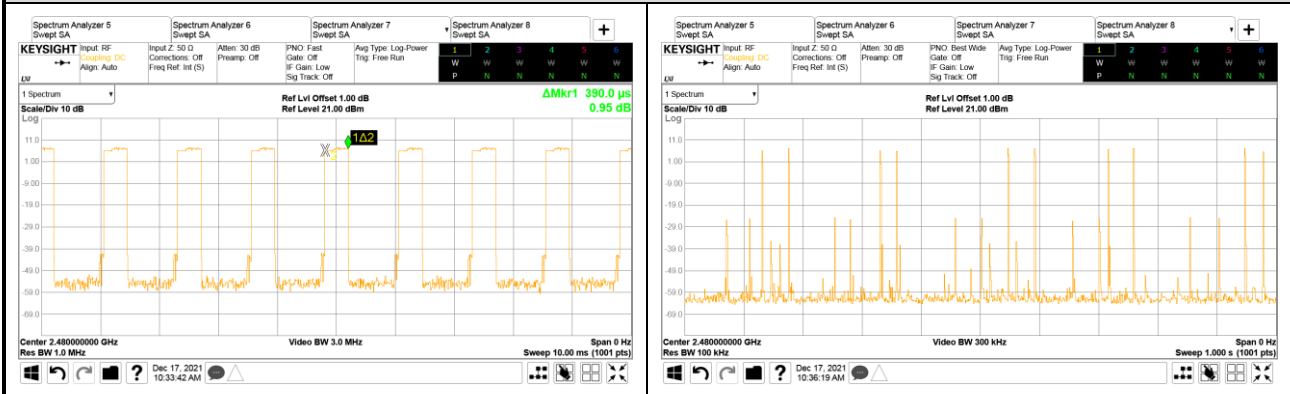 Spectrum Analyzer 5
Swept SA
Spectrum Analyzer 6
Swept SA
Spectrum Analyzer 7
Swept SA
Spectrum Analyzer 8
Swept SA
+
KEYSIGHT
Input: RF
Coupling: DC
Align: Auto
Input Z: 50 Ω
Corrections: Off
Freq Ref: Int (S)
Atten: 30 dB
Preamp: Off
PNO: Fast
Gate: Off
IF Gain: Low
Sig Track: Off
Avg Type: Log-Power
Trig: Free Run
1 2 3 4 5 6
W W W W W W
P N N N N N
1 Spectrum
Scale/Div 10 dB
Log
Ref Lvl Offset 1.00 dB
Ref Level 21.00 dBm
ΔMkr1 390.0 µs
0.95 dB
1Δ2
11.0
1.00
-9.00
-19.0
-29.0
-39.0
-49.0
-59.0
-69.0
Center 2.480000000 GHz
Res BW 1.0 MHz
Video BW 3.0 MHz
Span 0 Hz
Sweep 10.00 ms (1001 pts)
?
Dec 17, 2021
10:33:42 AM
Spectrum Analyzer 5
Swept SA
Spectrum Analyzer 6
Swept SA
Spectrum Analyzer 7
Swept SA
Spectrum Analyzer 8
Swept SA
+
KEYSIGHT
Input: RF
Coupling: DC
Align: Auto
Input Z: 50 Ω
Corrections: Off
Freq Ref: Int (S)
Atten: 30 dB
Preamp: Off
PNO: Best Wide
Gate: Off
IF Gain: Low
Sig Track: Off
Avg Type: Log-Power
Trig: Free Run
1 2 3 4 5 6
W W W W W W
P N N N N N
1 Spectrum
Scale/Div 10 dB
Log
Ref Lvl Offset 1.00 dB
Ref Level 21.00 dBm
11.0
1.00
-9.00
-19.0
-29.0
-39.0
-49.0
-59.0
-69.0
Center 2.480000000 GHz
Res BW 100 kHz
Video BW 300 kHz
Span 0 Hz
Sweep 1.000 s (1001 pts)
?
Dec 17, 2021
10:36:19 AM